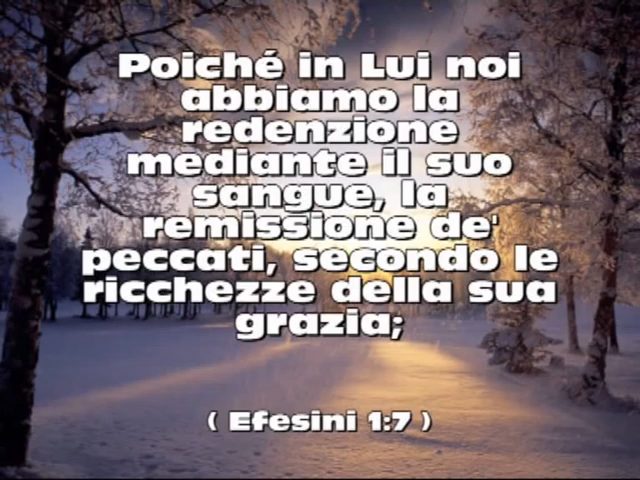 Poiché in Lui noi
abbiamo la
redenzione
mediante il suo
sangue, la
remissione de'
peccati, secondo le
ricchezze della sua
grazia;
( Efesini 1:7 )